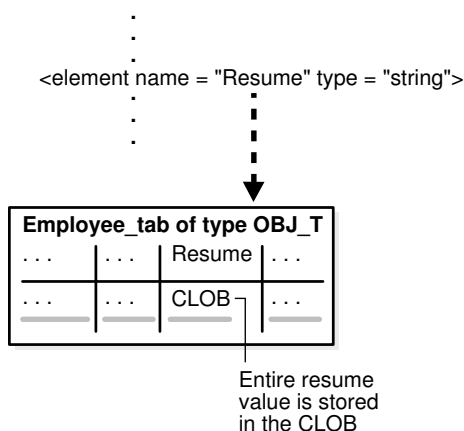 .
.
.
<element name = "Resume" type = "string">
.
.
.
Employee_tab of type OBJ_T
. . . . . . Resume . . .
. . . . . . CLOB . . .
Entire resume
value is stored
in the CLOB